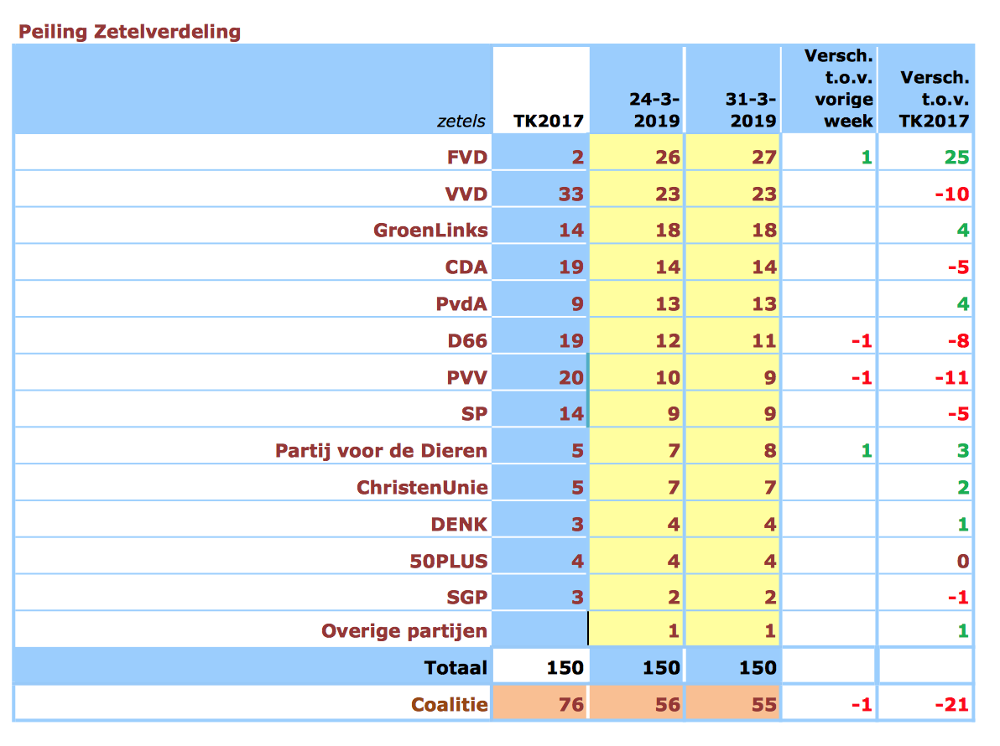 Peiling Zetelverdeling
zetels TK2017 24-3-2019 31-3-2019 Versch. t.o.v. vorige week Versch. t.o.v. TK2017
FVD 2 26 27 1 25
VVD 33 23 23 -10
GroenLinks 14 18 18 4
CDA 19 14 14 -5
PvdA 9 13 13 4
D66 19 12 11 -1 -8
PVV 20 10 9 -1 -11
SP 14 9 9 -5
Partij voor de Dieren 5 7 8 1 3
ChristenUnie 5 7 7 2
DENK 3 4 4 1
50PLUS 4 4 4 0
SGP 3 2 2 -1
Overige partijen 1 1 1
Totaal 150 150 150
Coalitie 76 56 55 -1 -21